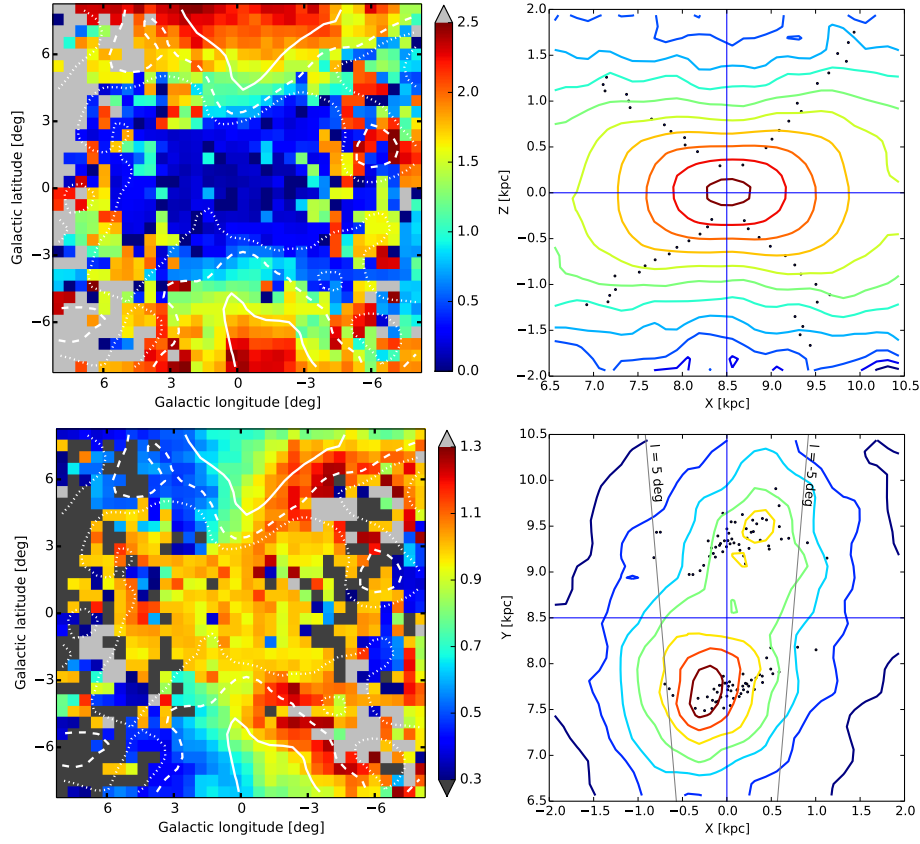 2.5
2.0
1.5
1.0
0.5
0.0
6
3
0
−3
−6
Galactic latitude [deg]
6 3 0 −3 −6
Galactic longitude [deg]
2.0
1.5
1.0
0.5
0.0
−0.5
−1.0
−1.5
−2.0
Z [kpc]
6.5 7.0 7.5 8.0 8.5 9.0 9.5 10.0 10.5
X [kpc]
1.3
1.1
0.9
0.7
0.5
0.3
6
3
0
−3
−6
Galactic latitude [deg]
6 3 0 −3 −6
Galactic longitude [deg]
10.5
10.0
9.5
9.0
8.5
8.0
7.5
7.0
6.5
Y [kpc]
l = 5 deg
l = -5 deg
−2.0 −1.5 −1.0 −0.5 0.0 0.5 1.0 1.5 2.0
X [kpc]